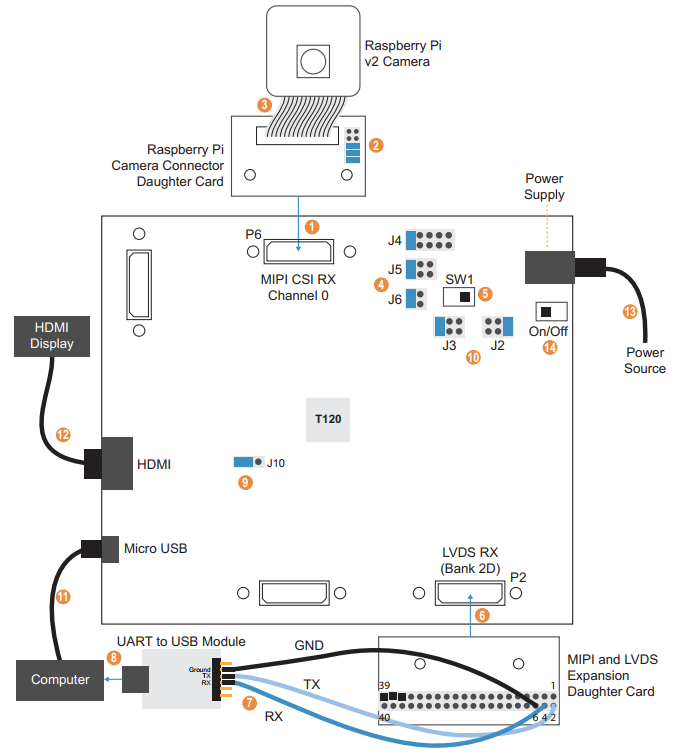 Raspberry Pi
v2 Camera
3
Raspberry Pi
Camera Connector
Daughter Card
2
Power
Supply
1
P6
MIPI CSI RX
Channel 0
J4
J5
4
J6
SW1
5
On/Off
14
13
Power
Source
J3
J2
10
HDMI
Display
T120
12
HDMI
J10
9
Micro USB
LVDS RX
(Bank 2D)
P2
11
6
UART to USB Module
8
Computer
Ground
TX
RX
7
GND
TX
RX
39
1
40
6 4 2
MIPI and LVDS
Expansion
Daughter Card